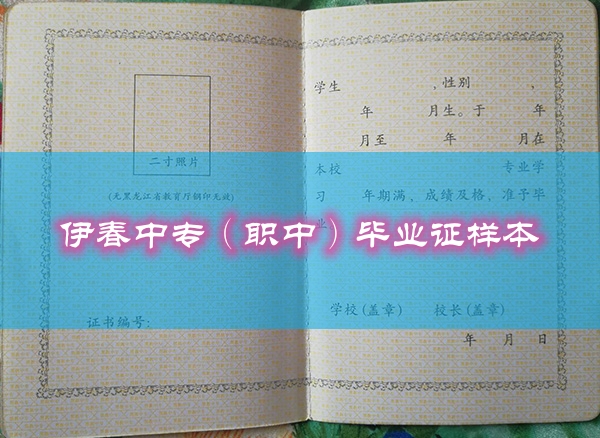 二寸照片
(无黑龙江省教育厅钢印无效)
证书编号:
学生 ,性别 ,
年 月生。于 年
月至 年 月在
本校 专业学
习 年期满、成绩及格、准予毕
业
学校(盖章) 校长(盖章)
年 月 日
伊春中专(职中)毕业证样本